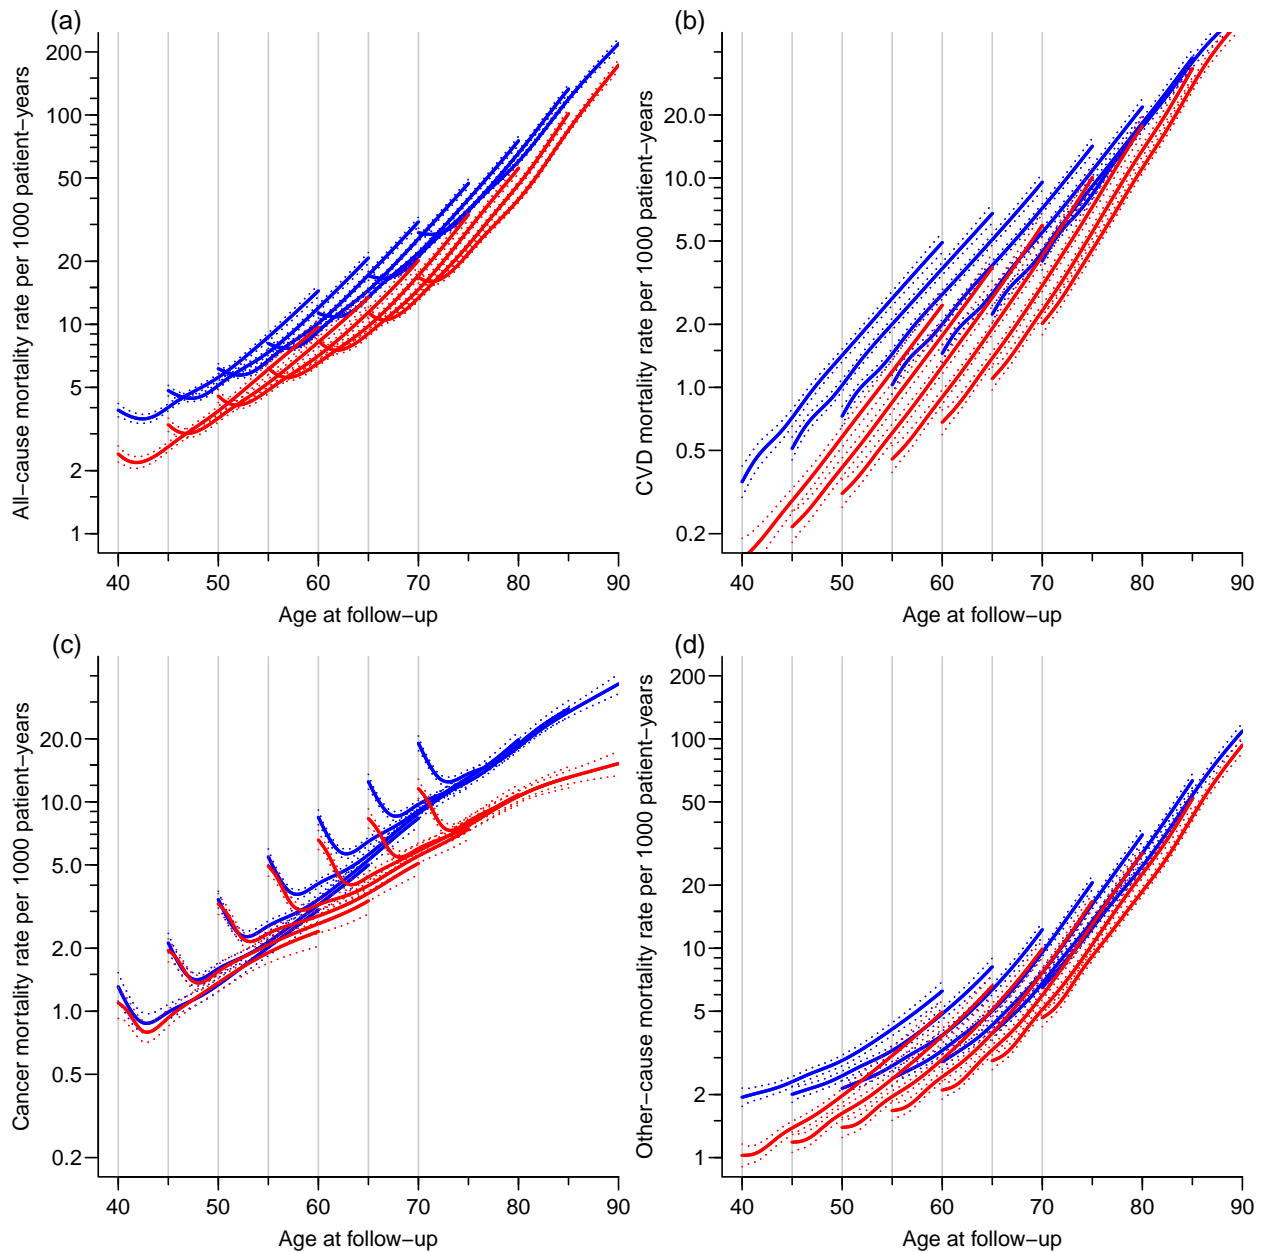 (a)
All−cause mortality rate per 1000 patient−years
200
100
50
20
10
5
2
1
40 50 60 70 80 90
Age at follow−up
(b)
CVD mortality rate per 1000 patient−years
20.0
10.0
5.0
2.0
1.0
0.5
0.2
40 50 60 70 80 90
Age at follow−up
(c)
Cancer mortality rate per 1000 patient−years
20.0
10.0
5.0
2.0
1.0
0.5
0.2
40 50 60 70 80 90
Age at follow−up
(d)
Other−cause mortality rate per 1000 patient−years
200
100
50
20
10
5
2
1
40 50 60 70 80 90
Age at follow−up